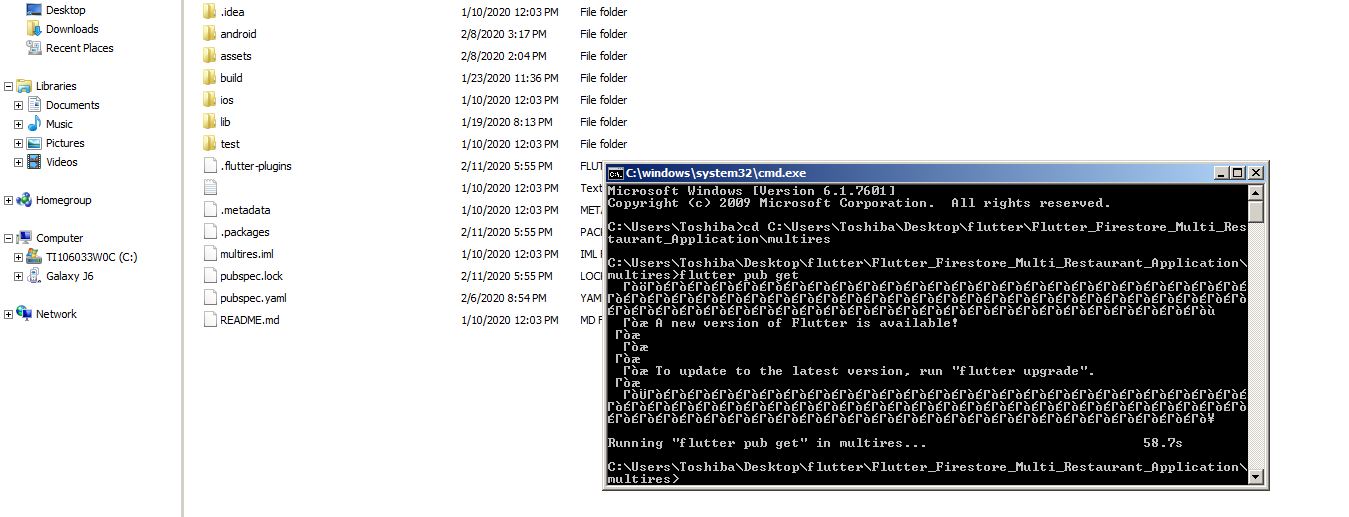 Desktop
Downloads
Recent Places
Libraries
Documents
Music
Pictures
Videos
Homegroup
Computer
TI106033W0C (C:)
Galaxy J6
Network
.idea 1/10/2020 12:03 PM File folder
android 2/8/2020 3:17 PM File folder
assets 2/8/2020 2:04 PM File folder
build 1/23/2020 11:36 PM File folder
ios 1/10/2020 12:03 PM File folder
lib 1/19/2020 8:13 PM File folder
test 1/10/2020 12:03 PM File folder
.flutter-plugins 2/11/2020 5:55 PM FLUT
1/10/2020 12:03 PM Text
.metadata 1/10/2020 12:03 PM META
.packages 2/11/2020 5:55 PM PACK
multires.iml 1/10/2020 12:03 PM IML F
pubspec.lock 2/11/2020 5:55 PM LOCK
pubspec.yaml 2/6/2020 8:54 PM YAM
README.md 1/10/2020 12:03 PM MD F
C:\windows\system32\cmd.exe
Microsoft Windows [Version 6.1.7601]
Copyright (c) 2009 Microsoft Corporation.  All rights reserved.
C:\Users\Toshiba>cd C:\Users\Toshiba\Desktop\flutter\Flutter_Firestore_Multi_Res
taurant_Application\multires
C:\Users\Toshiba\Desktop\flutter\Flutter_Firestore_Multi_Restaurant_Application\
multires>flutter pub get
Γòæ A new version of Flutter is available!
Γòæ
Γòæ
Γòæ
Γòæ To update to the latest version, run "flutter upgrade".
Γòæ
Running "flutter pub get" in multires... 58.7s
C:\Users\Toshiba\Desktop\flutter\Flutter_Firestore_Multi_Restaurant_Application\
multires>